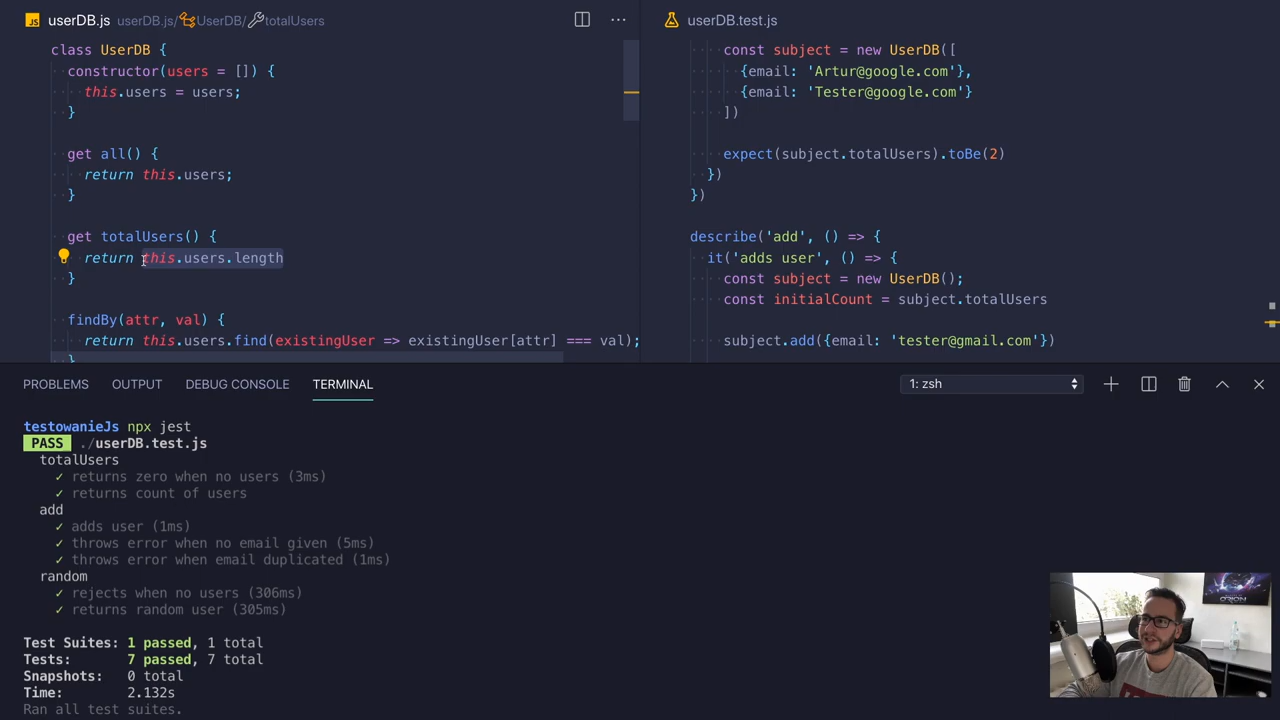 JS userDB.js userDB.js/ UserDB/ totalUsers ···
class UserDB {
constructor(users = []) {
this.users = users;
}
get all() {
return this.users;
}
get totalUsers() {
return this.users.length
}
findBy(attr, val) {
return this.users.find(existingUser => existingUser[attr] === val);
}
userDB.test.js
const subject = new UserDB([
{email: 'Artur@google.com'},
{email: 'Tester@google.com'}
])
expect(subject.totalUsers).toBe(2)
})
})
describe('add', () => {
it('adds user', () => {
const subject = new UserDB();
const initialCount = subject.totalUsers
subject.add({email: 'tester@gmail.com'})
PROBLEMS OUTPUT DEBUG CONSOLE TERMINAL 1: zsh
testowanieJs npx jest
PASS ./userDB.test.js
totalUsers
✓ returns zero when no users (3ms)
✓ returns count of users
add
✓ adds user (1ms)
✓ throws error when no email given (5ms)
✓ throws error when email duplicated (1ms)
random
✓ rejects when no users (306ms)
✓ returns random user (305ms)
Test Suites: 1 passed, 1 total
Tests: 7 passed, 7 total
Snapshots: 0 total
Time: 2.132s
Ran all test suites.
ORION